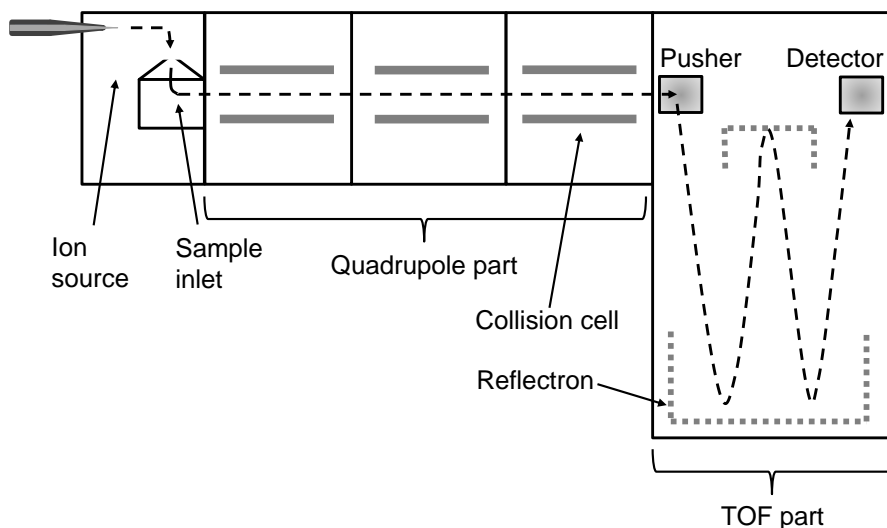 Pusher
Detector
Ion
source
Sample
inlet
Quadrupole part
Collision cell
Reflectron
TOF part